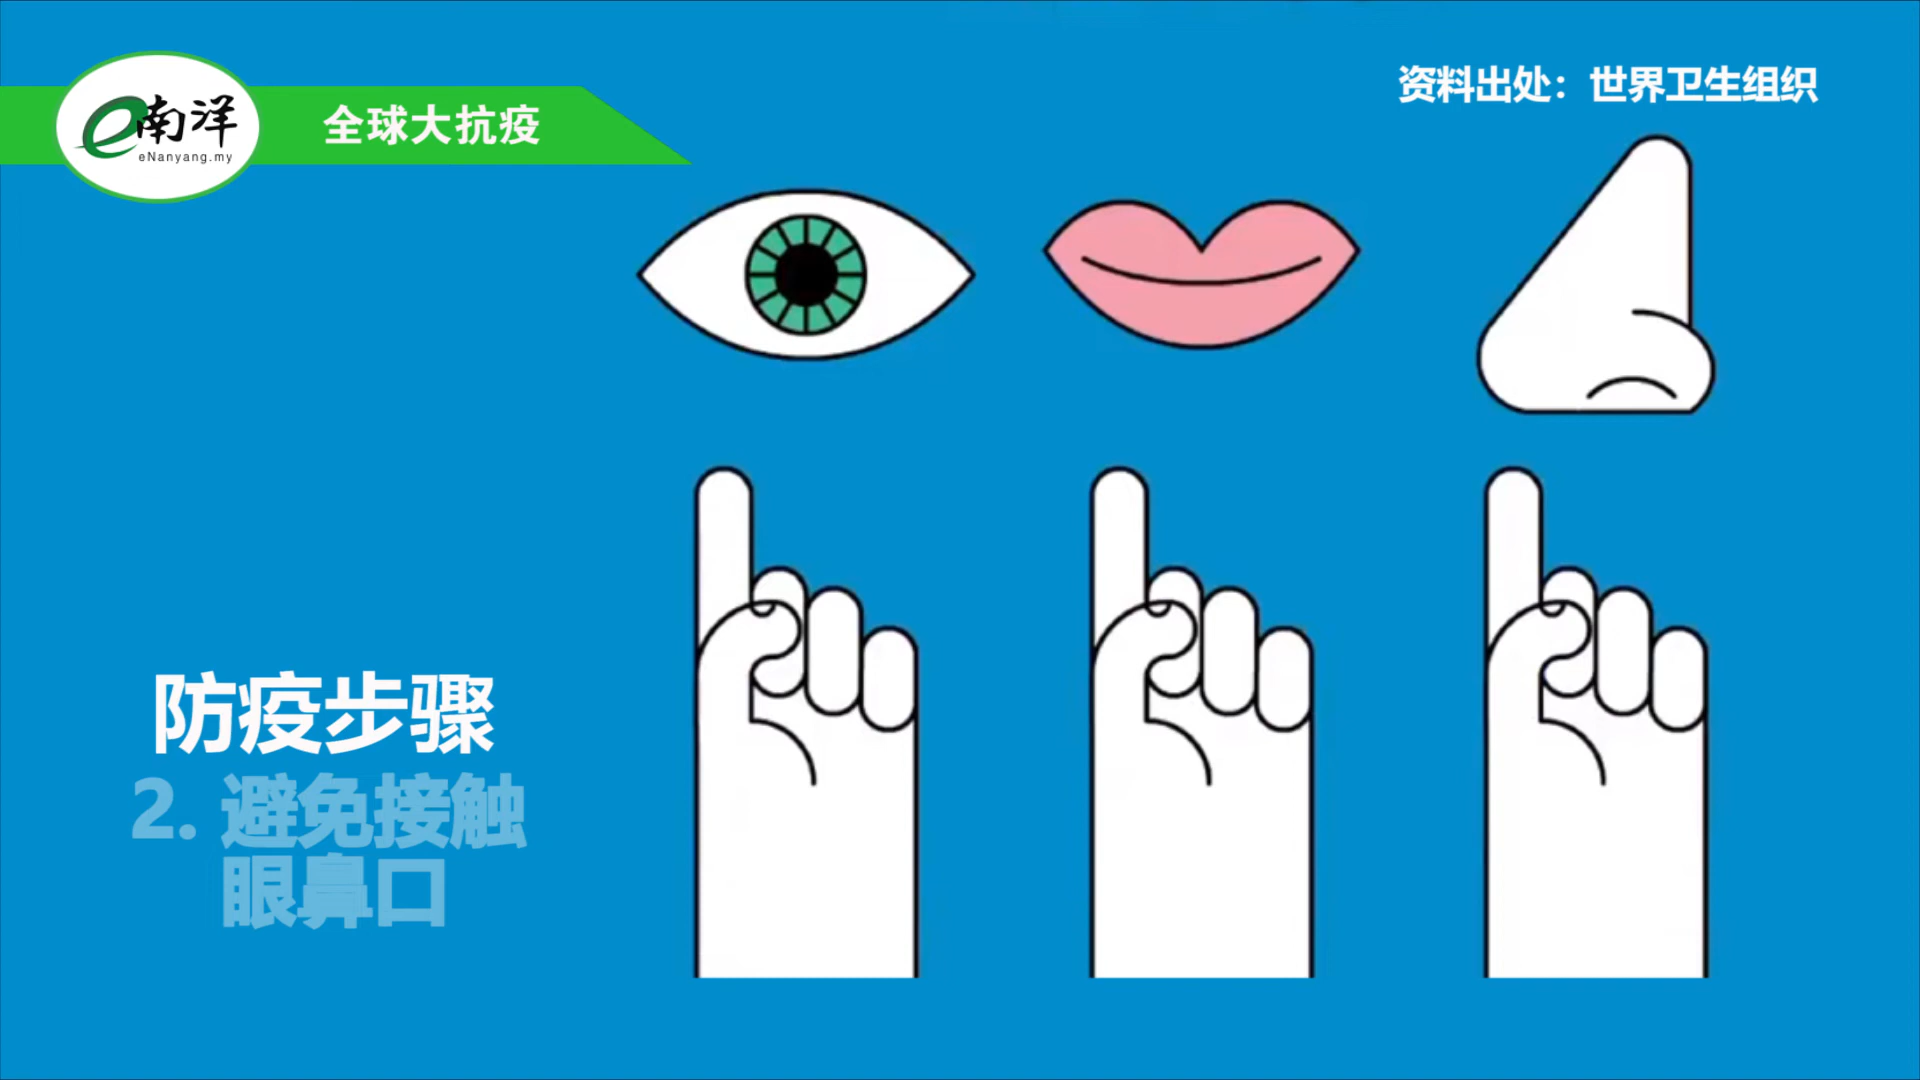 e南洋
eNanyang.my
全球大抗疫
资料出处：世界卫生组织
防疫步骤
2. 避免接触
眼鼻口